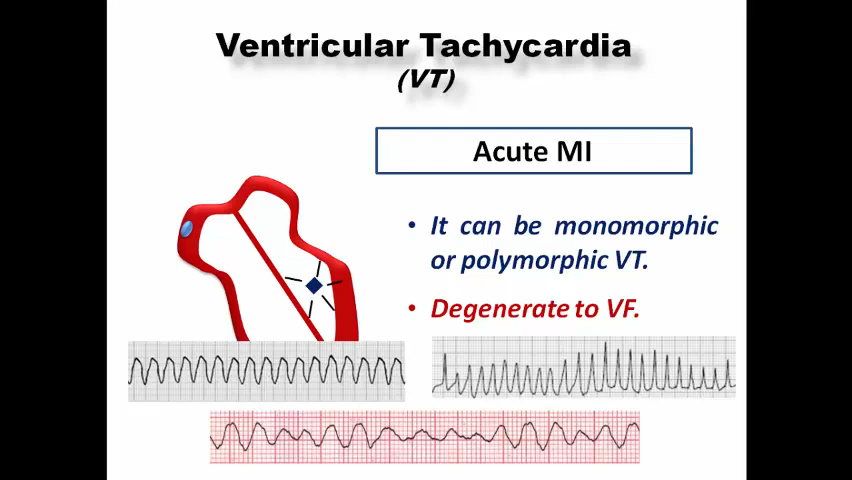 Ventricular Tachycardia
(VT)
Acute MI
• It can be monomorphic
or polymorphic VT.
• Degenerate to VF.